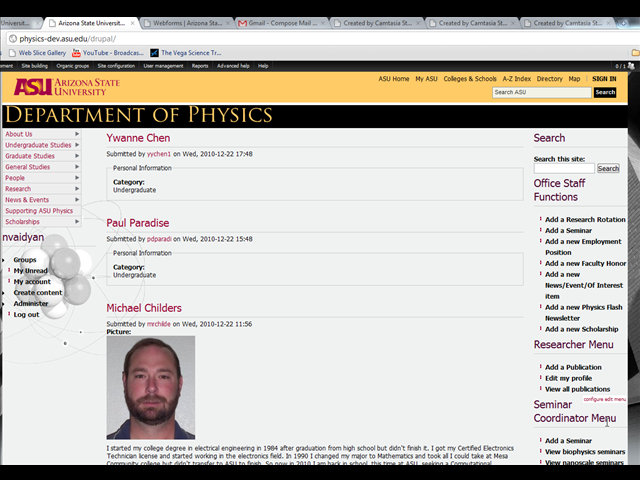 Universit...
Arizona State Universit...
Webforms | Arizona Sta...
Gmail - Compose Mail
Created by Camtasia St...
Created by Camtasia St...
Created by Camtasia St...
physics-dev.asu.edu/drupal/
Web Slice Gallery YouTube - Broadcas... The Vega Science Tr...
ment Organic groups Site building Site configuration User management Reports Advanced help Help 0 / 1
ASU ARIZONA STATE UNIVERSITY
ASU Home My ASU Colleges & Schools A-Z Index Directory Map SIGN IN
Search ASU Search
DEPARTMENT OF PHYSICS
About Us
Undergraduate Studies
Graduate Studies
General Studies
People
Research
News & Events
Supporting ASU Physics
Scholarships
nvaidyan
Groups
My Unread
My account
Create content
Administer
Log out
Ywanne Chen
Submitted by yychen1 on Wed, 2010-12-22 17:48
Personal Information
Category:
Undergraduate
Paul Paradise
Submitted by pdparadi on Wed, 2010-12-22 15:48
Personal Information
Category:
Undergraduate
Michael Childers
Submitted by mrchilde on Wed, 2010-12-22 11:56
Picture:
I started my college degree in electrical engineering in 1984 after graduation from high school but didn't finish it. I got my Certified Electronics
Technician license and started working in the electronics field. In 1990 I changed my major to Mathematics and took all I could take at Mesa
Community college but didn't transfer to ASU to finish. So now in 2010 I am back in school, this time at ASU, seeking a Computational
Search
Search this site:
Search
Office Staff
Functions
Add a Research Rotation
Add a Seminar
Add a new Employment
Position
Add a new Faculty Honor
Add a new
News/Event/Of Interest
item
Add a new Physics Flash
Newsletter
Add a new Scholarship
Researcher Menu
Add a Publication
Edit my profile
View all publications
configure edit menu
Seminar
Coordinator Menu
Add a Seminar
View biophysics seminars
View nanoscale seminars